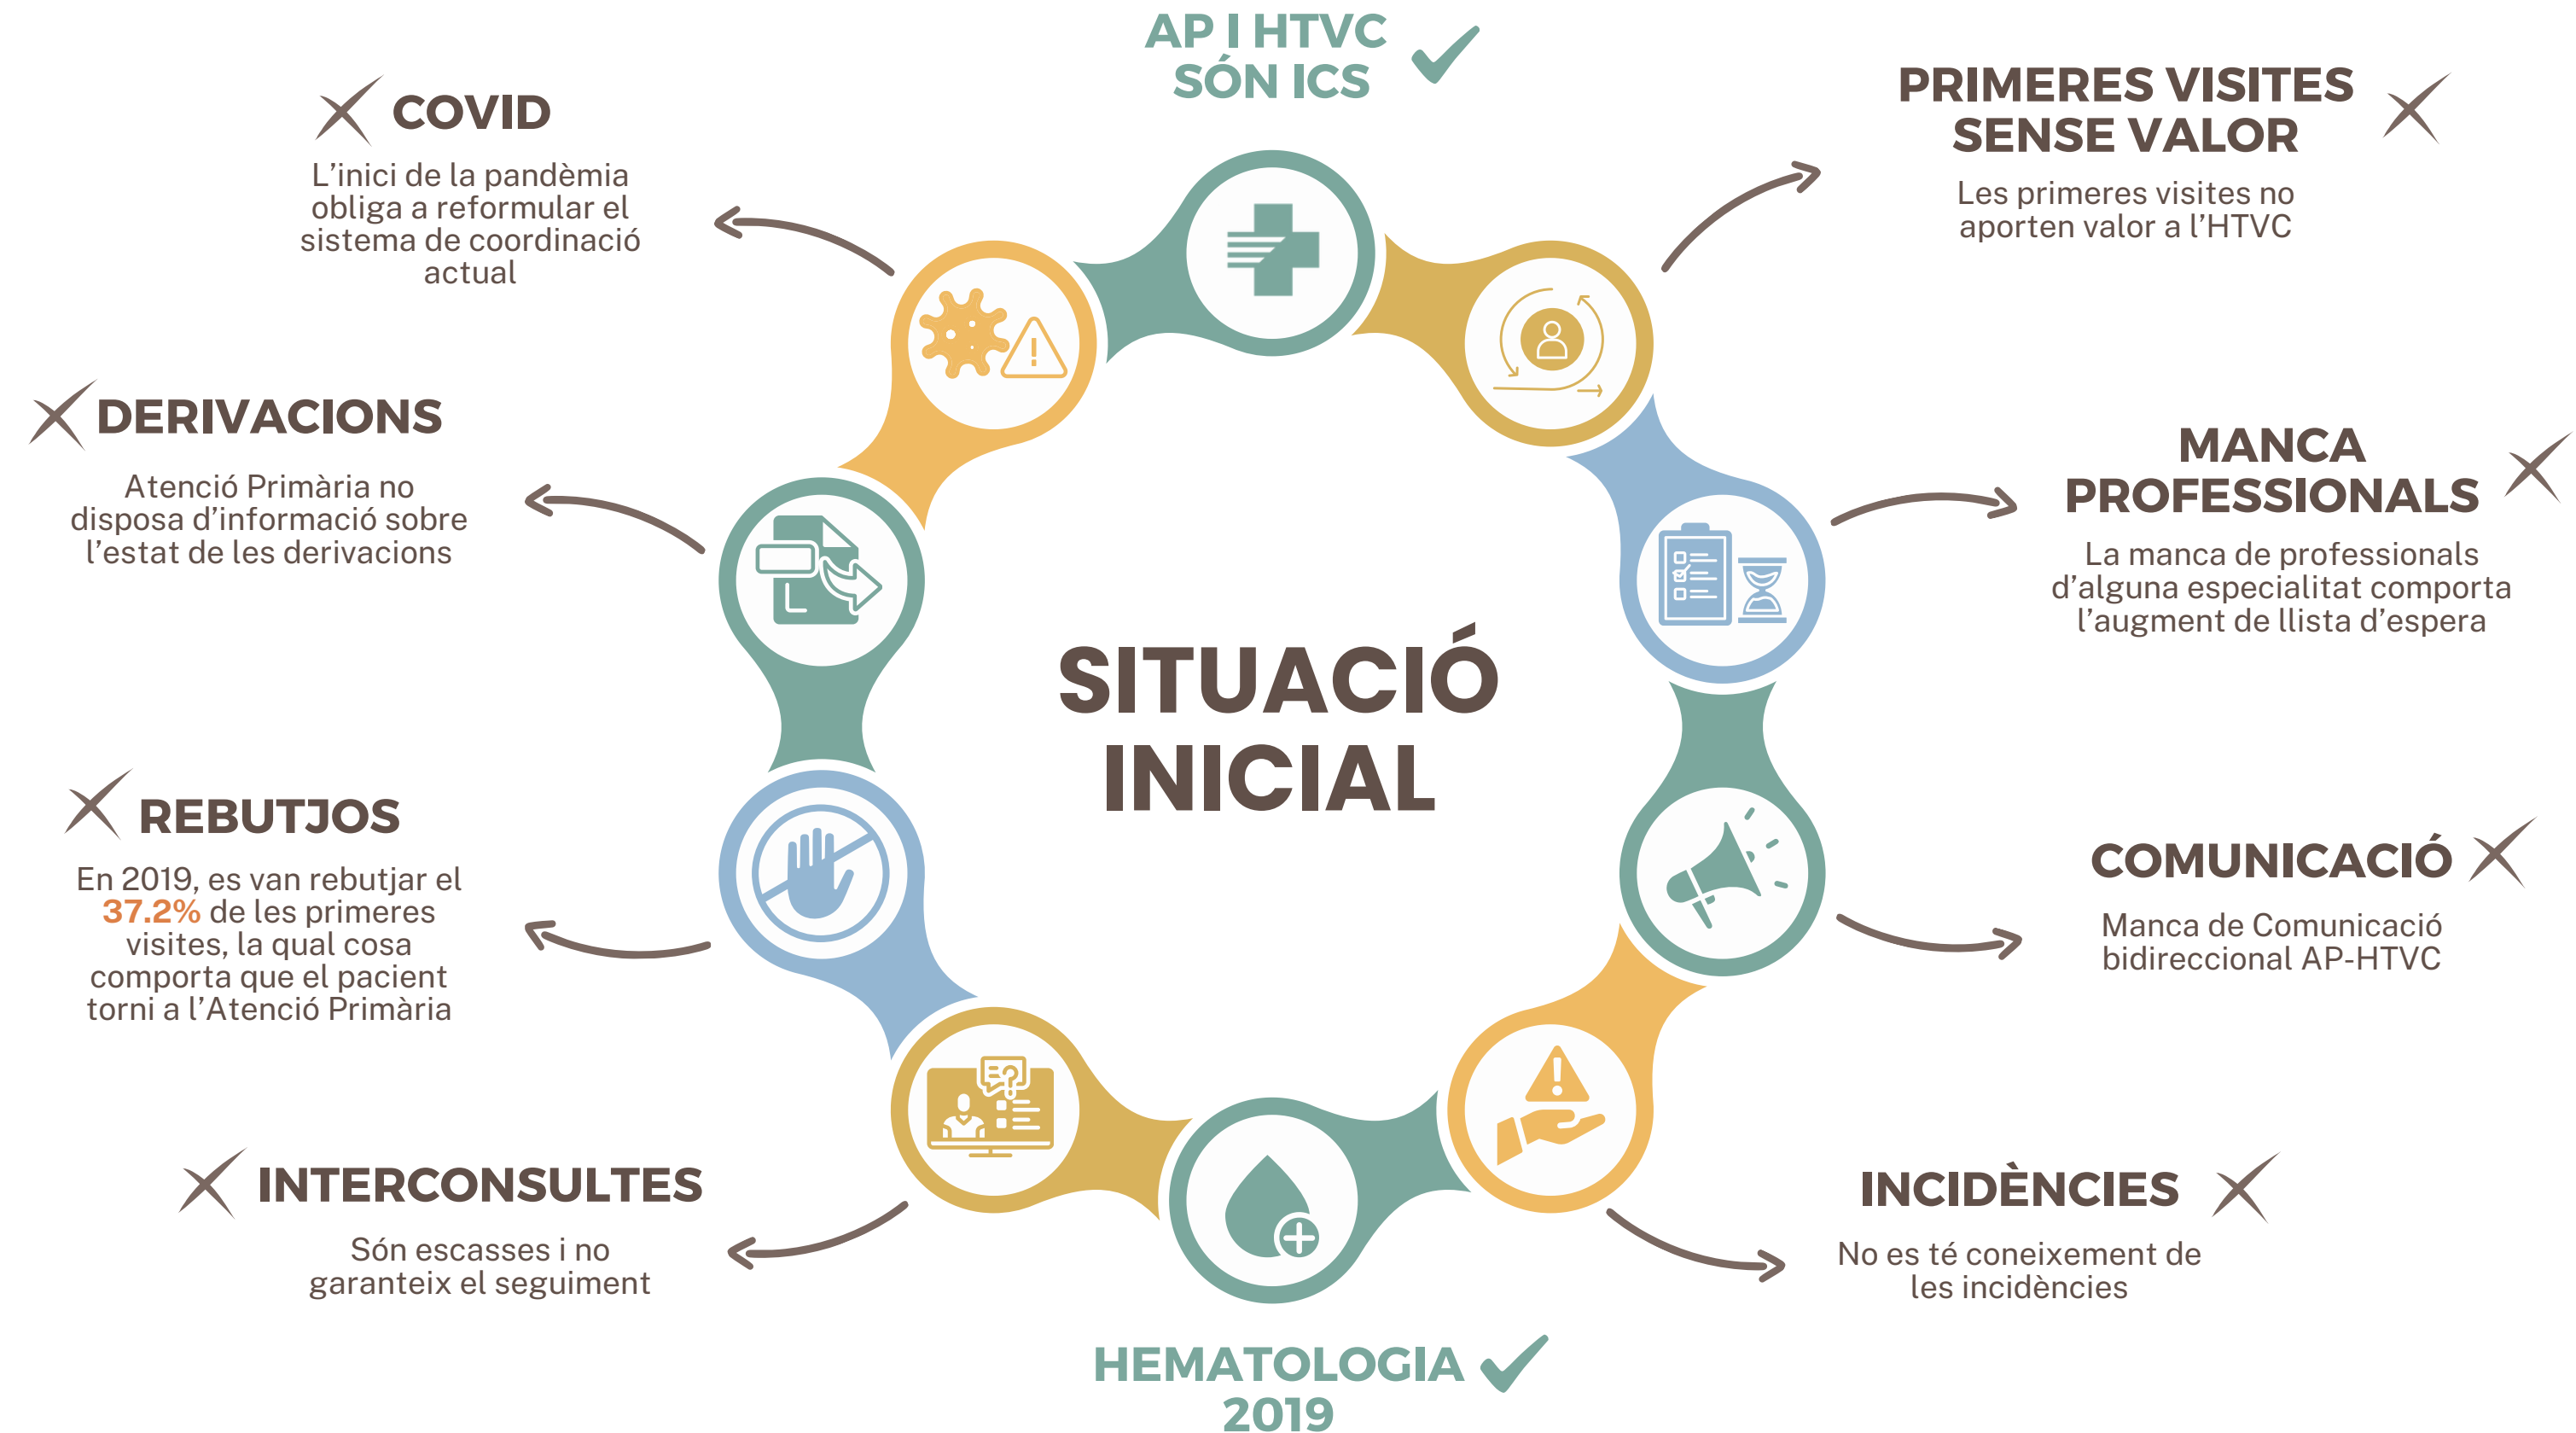 AP I HTVC
SÓN ICS
COVID
L'inici de la pandèmia
obliga a reformular el
sistema de coordinació
actual
PRIMERES VISITES
SENSE VALOR
Les primeres visites no
aporten valor a l'HTVC
DERIVACIONS
Atenció Primària no
disposa d'informació sobre
l'estat de les derivacions
MANCA
PROFESSIONALS
La manca de professionals
d'alguna especialitat comporta
l'augment de llista d'espera
SITUACIÓ
INICIAL
REBUTJOS
En 2019, es van rebutjar el
37.2% de les primeres
visites, la qual cosa
comporta que el pacient
torni a l'Atenció Primària
COMUNICACIÓ
Manca de Comunicació
bidireccional AP-HTVC
INTERCONSULTES
Són escasses i no
garanteix el seguiment
INCIDÈNCIES
No es té coneixement de
les incidències
HEMATOLOGIA
2019